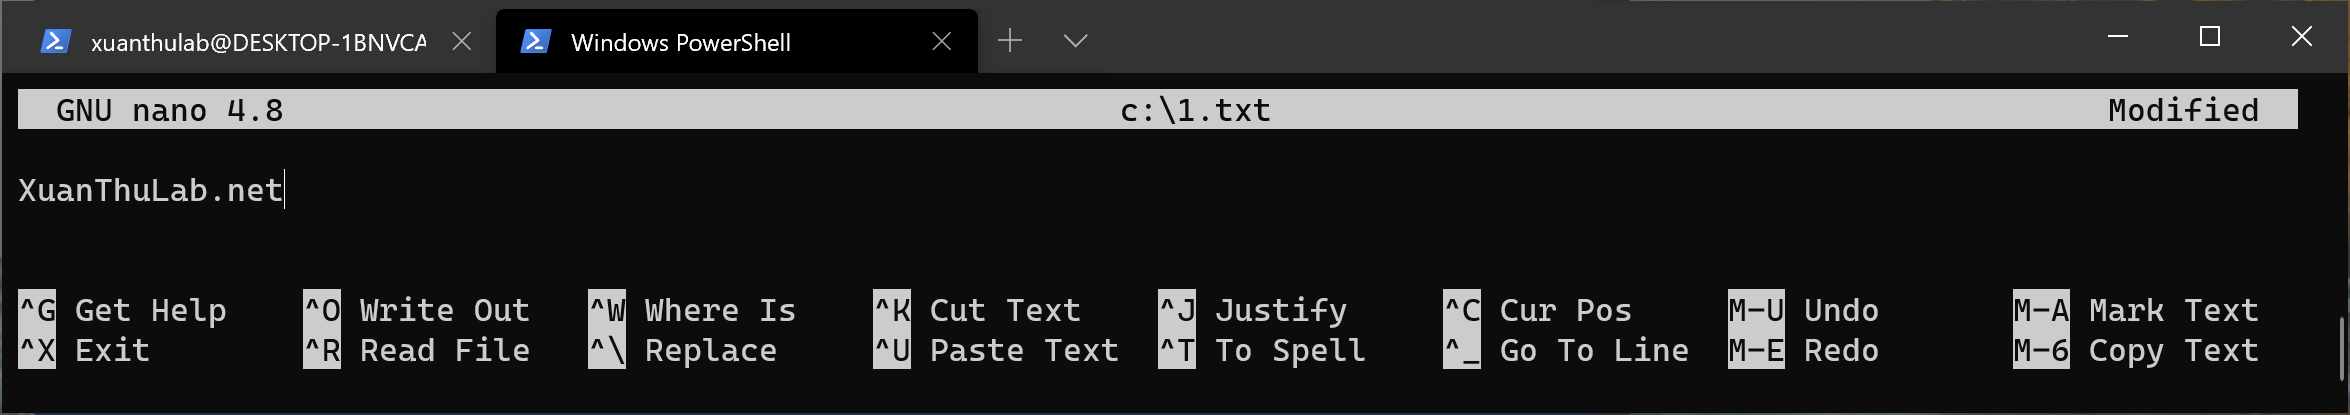 xuanthulab@DESKTOP-1BNVCA Windows PowerShell
GNU nano 4.8 c:\1.txt Modified
XuanThuLab.net
^G Get Help ^O Write Out ^W Where Is ^K Cut Text ^J Justify ^C Cur Pos M-U Undo M-A Mark Text
^X Exit ^R Read File ^\ Replace ^U Paste Text ^T To Spell ^_ Go To Line M-E Redo M-6 Copy Text